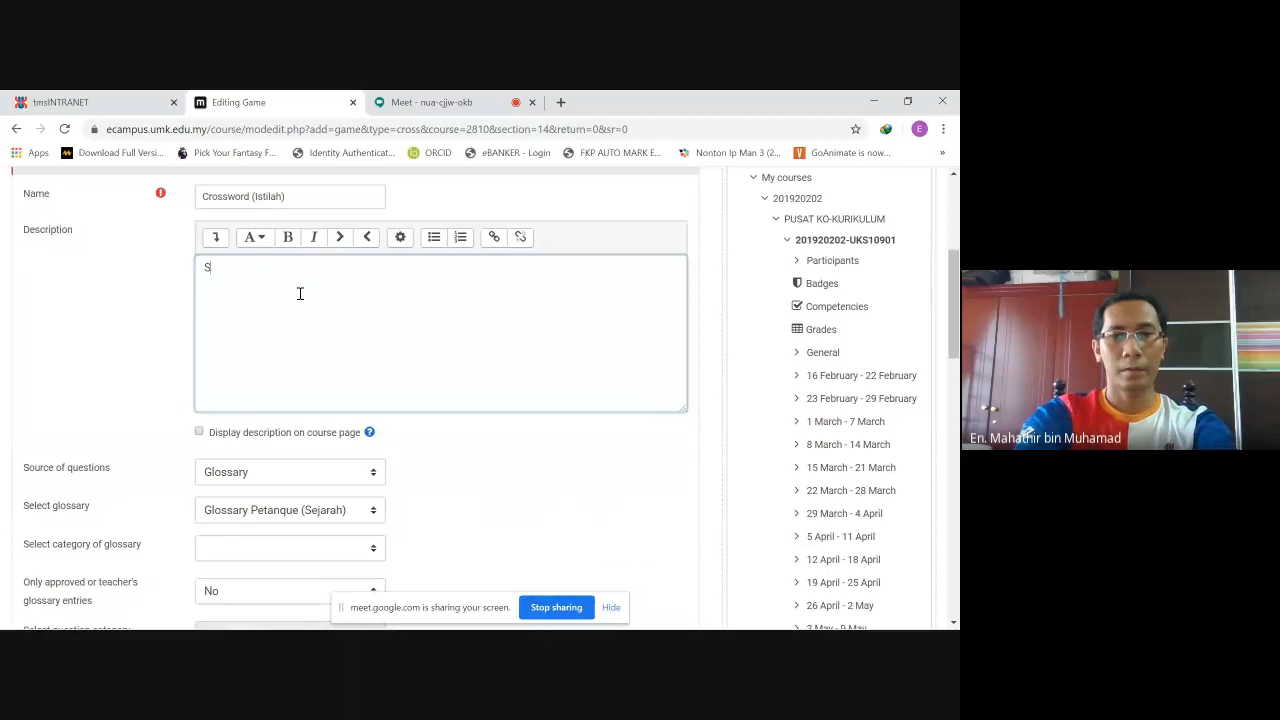 tmsINTRANET
Editing Game
Meet - nua-cjjw-okb
ecampus.umk.edu.my/course/modedit.php?add=game&type=cross&course=2810&section=14&return=0&sr=0
E
Apps
Download Full Versi...
Pick Your Fantasy F...
Identity Authenticat...
ORCID
eBANKER - Login
FKP AUTO MARK E...
Nonton Ip Man 3 (2...
GoAnimate is now...
»
Name
Crossword (Istilah)
Description
A
B
I
S
Display description on course page
Source of questions
Glossary
Select glossary
Glossary Petanque (Sejarah)
Select category of glossary
Only approved or teacher's
glossary entries
No
meet.google.com is sharing your screen.
Stop sharing
Hide
My courses
201920202
PUSAT KO-KURIKULUM
201920202-UKS10901
Participants
Badges
Competencies
Grades
General
16 February - 22 February
23 February - 29 February
1 March - 7 March
8 March - 14 March
15 March - 21 March
22 March - 28 March
29 March - 4 April
5 April - 11 April
12 April - 18 April
19 April - 25 April
26 April - 2 May
3 May - 9 May
En. Mahathir bin Muhamad